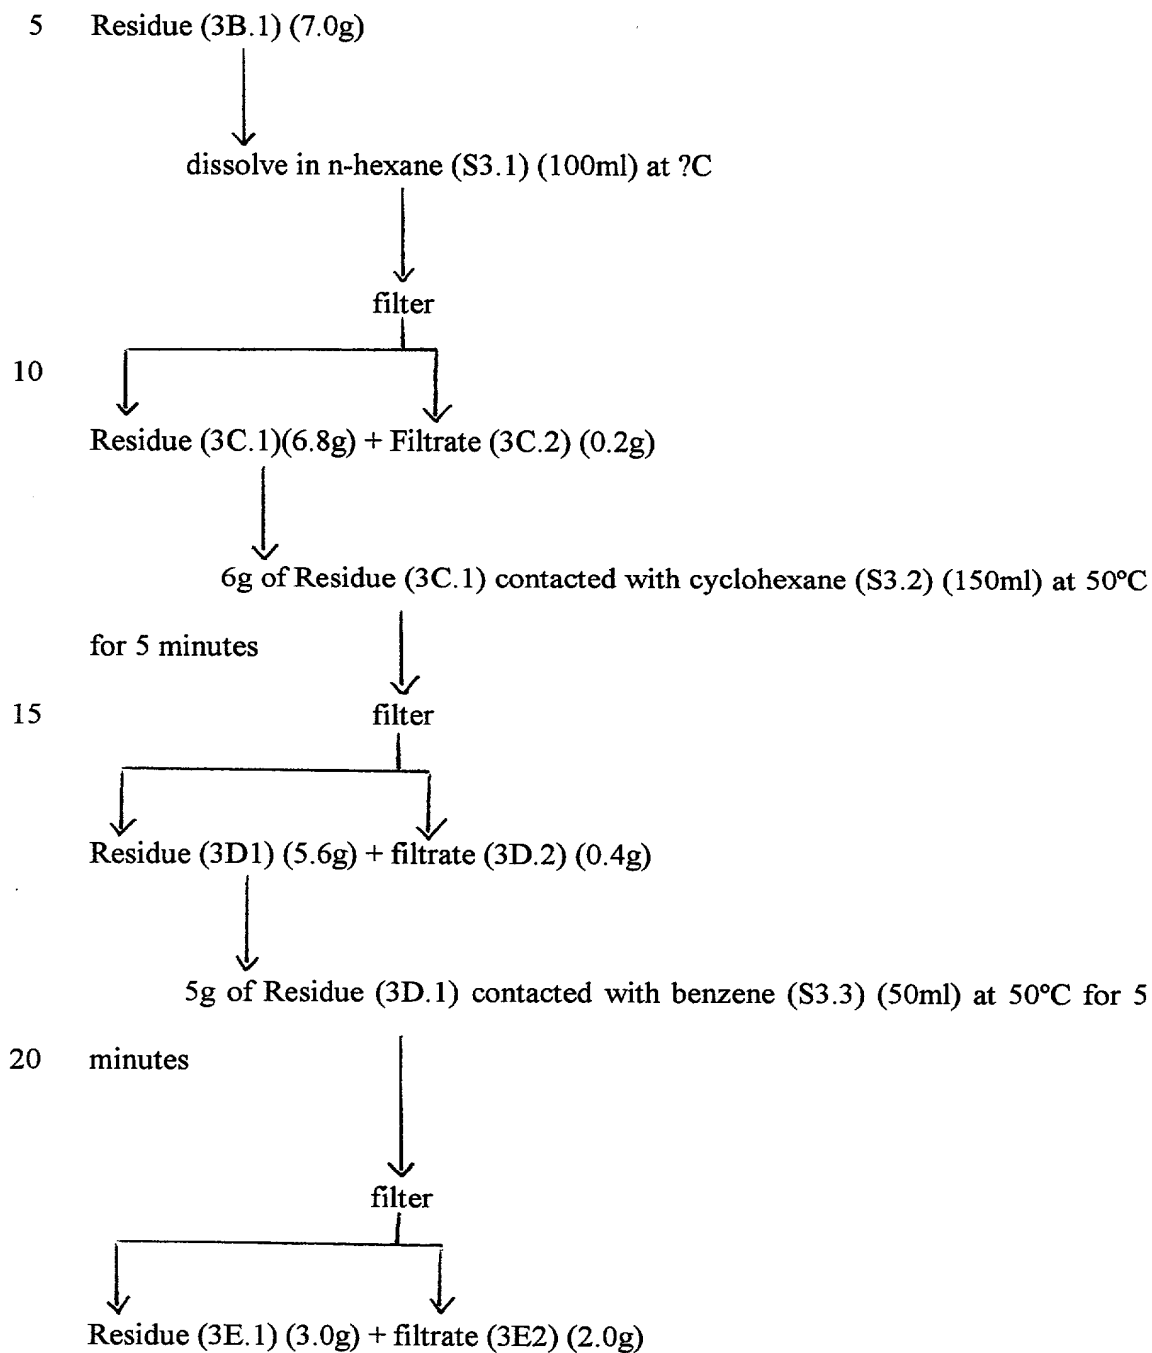 5 Residue (3B.1) (7.0g)
dissolve in n-hexane (S3.1) (100ml) at ?C
filter
10
Residue (3C.1)(6.8g) + Filtrate (3C.2) (0.2g)
6g of Residue (3C.1) contacted with cyclohexane (S3.2) (150ml) at 50°C
for 5 minutes
15 filter
Residue (3D1) (5.6g) + filtrate (3D.2) (0.4g)
5g of Residue (3D.1) contacted with benzene (S3.3) (50ml) at 50°C for 5
20 minutes
filter
Residue (3E.1) (3.0g) + filtrate (3E2) (2.0g)